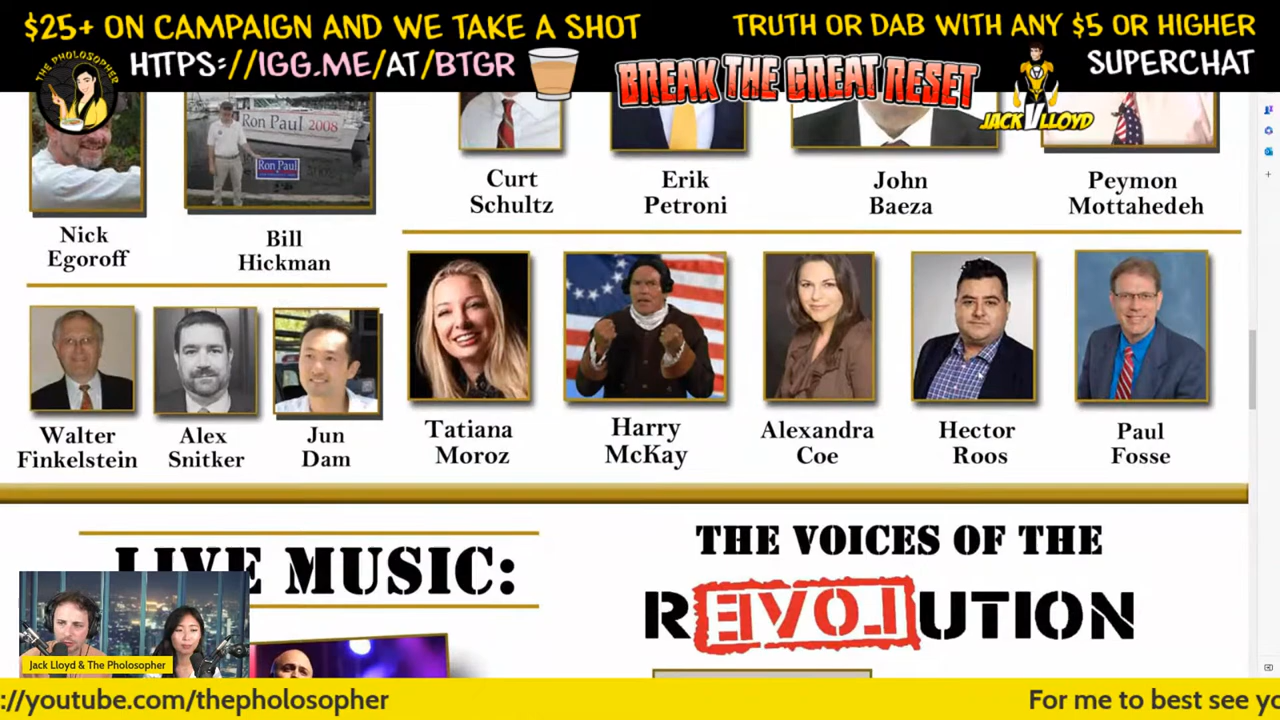 $25+ ON CAMPAIGN AND WE TAKE A SHOT
TRUTH OR DAB WITH ANY $5 OR HIGHER
HTTPS://IGG.ME/AT/BTGR
SUPERCHAT
THE PHOLOSOPHER
BREAK THE GREAT RESET
JACK LLOYD
Ron Paul 2008
Ron Paul
Curt
Schultz
Erik
Petroni
John
Baeza
Peymon
Mottahedeh
Nick
Egoroff
Bill
Hickman
Walter
Finkelstein
Alex
Snitker
Jun
Dam
Tatiana
Moroz
Harry
McKay
Alexandra
Coe
Hector
Roos
Paul
Fosse
LIVE MUSIC:
THE VOICES OF THE
REVOLUTION
Jack Lloyd & The Pholosopher
://youtube.com/thepholosopher
For me to best see yo